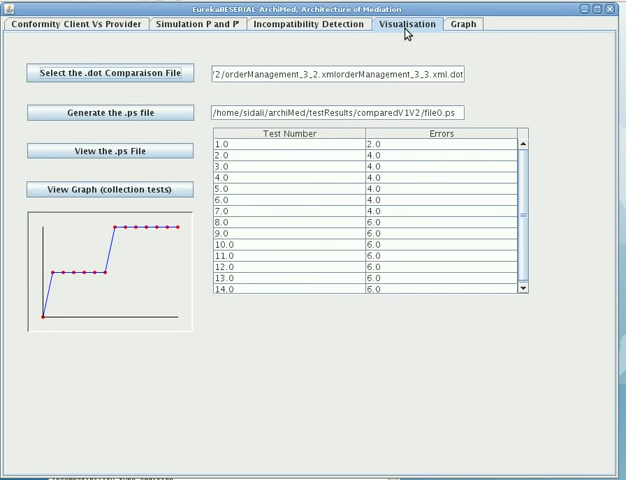 EurekaBESERIAL-ArchiMed, Architecture of Mediation
Conformity Client Vs Provider Simulation P and P' Incompatibility Detection Visualisation Graph
Select the .dot Comparaison File '2/orderManagement_3_2.xmlorderManagement_3_3.xml.dot
Generate the .ps file /home/sidali/archiMed/testResults/comparedV1V2/file0.ps
Test Number Errors
1.0 2.0
View the .ps File 2.0 4.0
3.0 4.0
4.0 4.0
View Graph (collection tests) 5.0 4.0
6.0 4.0
7.0 4.0
8.0 6.0
9.0 6.0
10.0 6.0
11.0 6.0
12.0 6.0
13.0 6.0
14.0 6.0